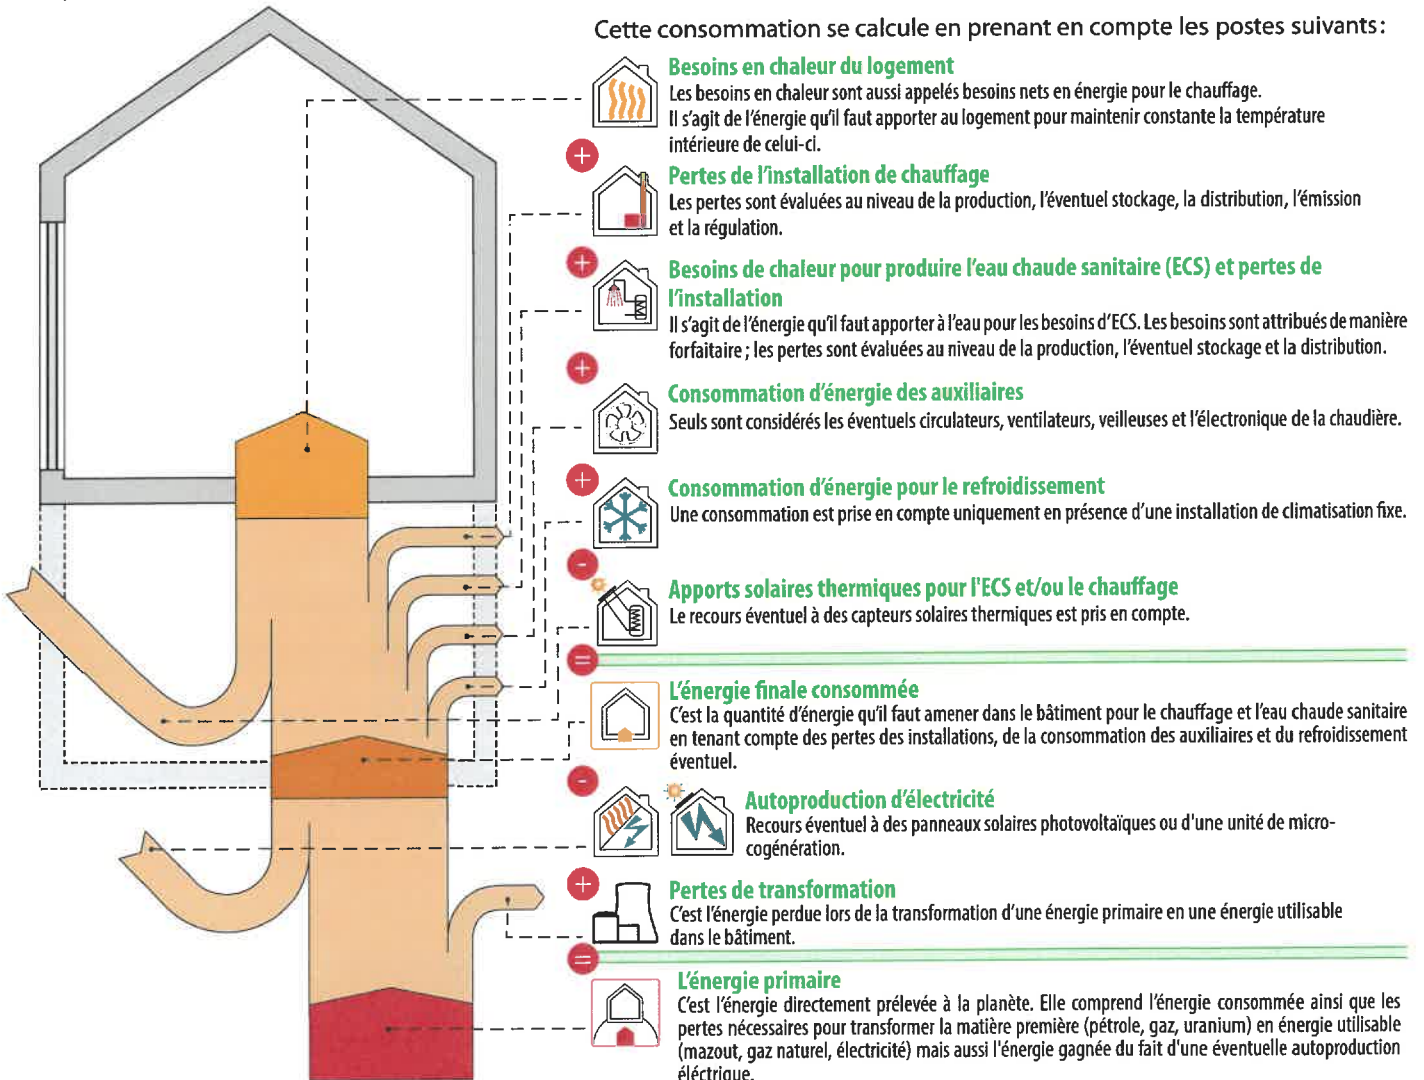 Cette consommation se calcule en prenant en compte les postes suivants :
Besoins en chaleur du logement
Les besoins en chaleur sont aussi appelés besoins nets en énergie pour le chauffage.
Il s'agit de l'énergie qu'il faut apporter au logement pour maintenir constante la température
intérieure de celui-ci.
+
Pertes de l'installation de chauffage
Les pertes sont évaluées au niveau de la production, l'éventuel stockage, la distribution, l'émission
et la régulation.
+
Besoins de chaleur pour produire l'eau chaude sanitaire (ECS) et pertes de
l'installation
Il s'agit de l'énergie qu'il faut apporter à l'eau pour les besoins d'ECS. Les besoins sont attribués de manière
forfaitaire ; les pertes sont évaluées au niveau de la production, l'éventuel stockage et la distribution.
+
Consommation d'énergie des auxiliaires
Seuls sont considérés les éventuels circulateurs, ventilateurs, veilleuses et l'électronique de la chaudière.
+
Consommation d'énergie pour le refroidissement
Une consommation est prise en compte uniquement en présence d'une installation de climatisation fixe.
-
Apports solaires thermiques pour l'ECS et/ou le chauffage
Le recours éventuel à des capteurs solaires thermiques est pris en compte.
=
L'énergie finale consommée
C'est la quantité d'énergie qu'il faut amener dans le bâtiment pour le chauffage et l'eau chaude sanitaire
en tenant compte des pertes des installations, de la consommation des auxiliaires et du refroidissement
éventuel.
-
Autoproduction d'électricité
Recours éventuel à des panneaux solaires photovoltaïques ou d'une unité de micro-
cogénération.
+
Pertes de transformation
C'est l'énergie perdue lors de la transformation d'une énergie primaire en une énergie utilisable
dans le bâtiment.
=
L'énergie primaire
C'est l'énergie directement prélevée à la planète. Elle comprend l'énergie consommée ainsi que les
pertes nécessaires pour transformer la matière première (pétrole, gaz, uranium) en énergie utilisable
(mazout, gaz naturel, électricité) mais aussi l'énergie gagnée du fait d'une éventuelle autoproduction
éléctrique.